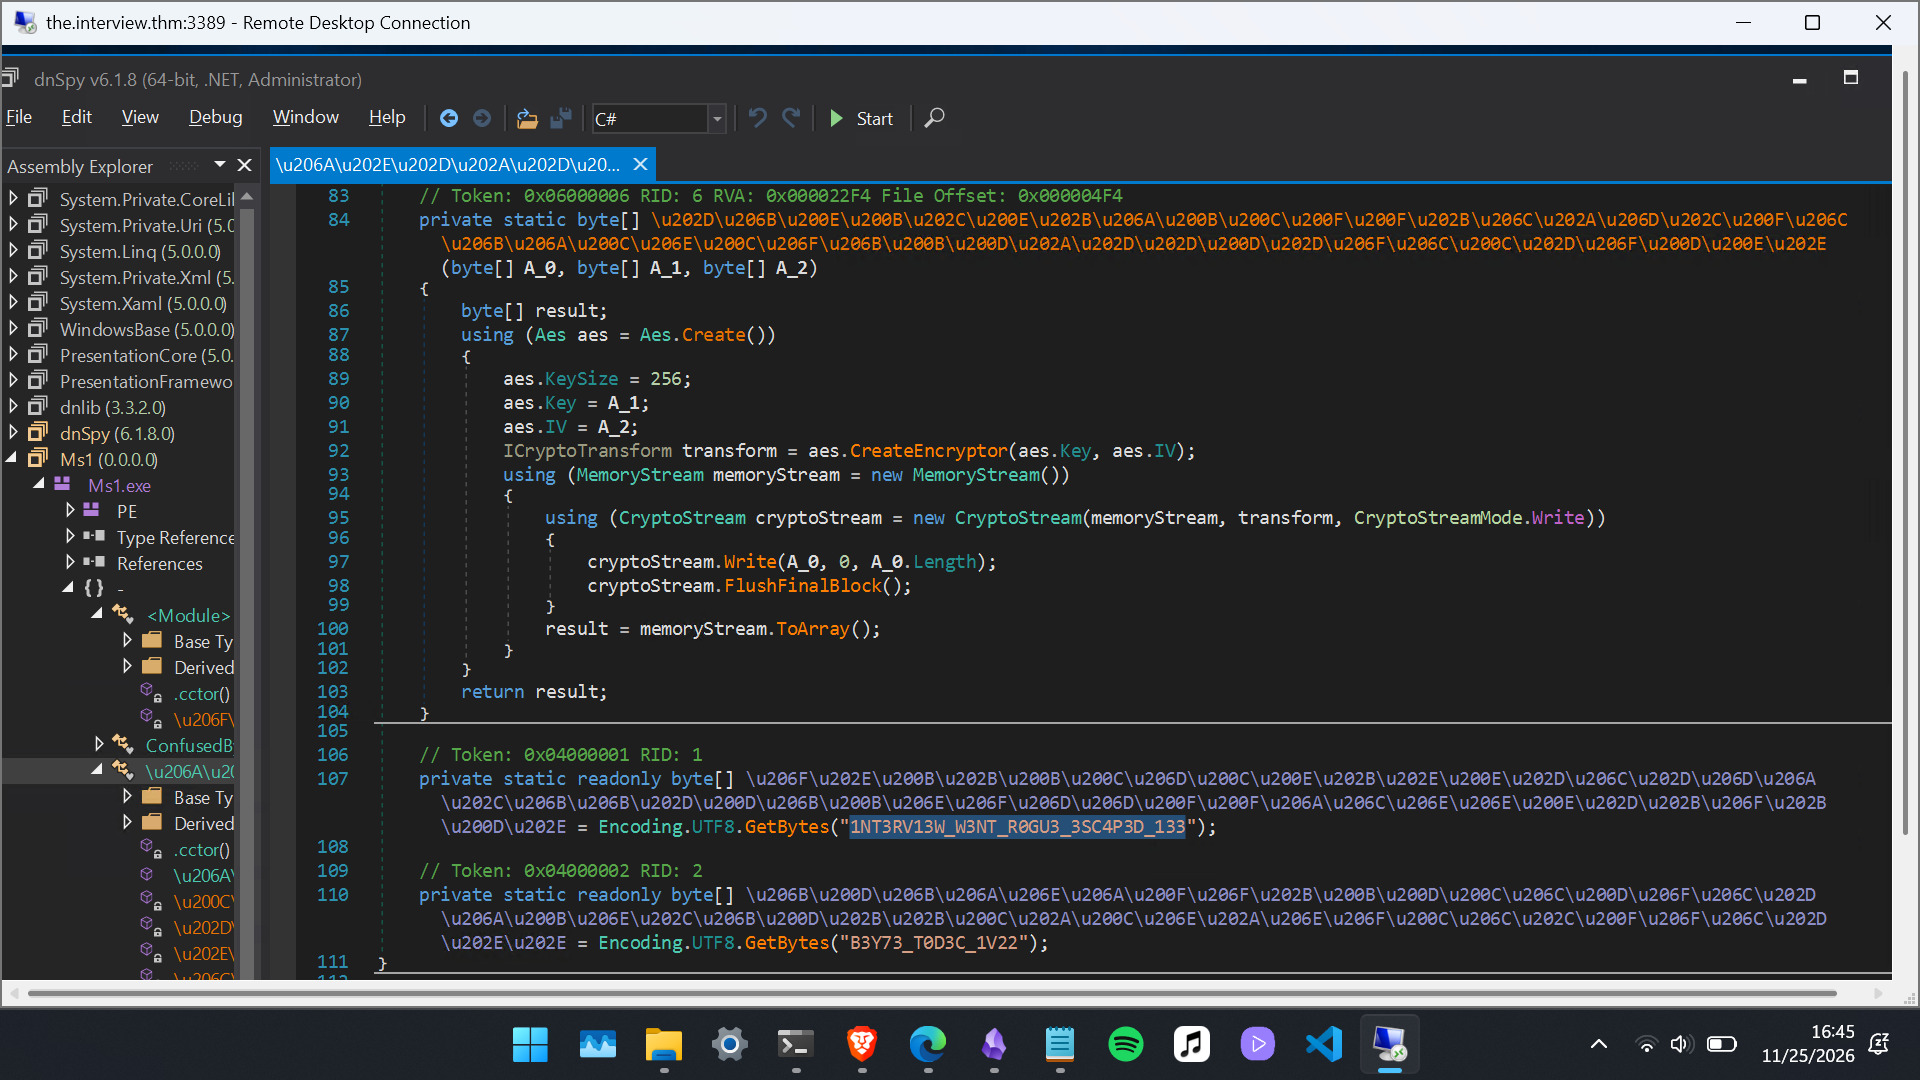 the.interview.thm:3389 - Remote Desktop Connection
dnSpy v6.1.8 (64-bit, .NET, Administrator)
File Edit View Debug Window Help C# Start
Assembly Explorer
\u206A\u202E\u202D\u202A\u202D\u20...
System.Private.CoreLi
System.Private.Uri (5.0
System.Linq (5.0.0.0)
System.Private.Xml (5.
System.Xaml (5.0.0.0)
WindowsBase (5.0.0.0)
PresentationCore (5.0.
PresentationFramewo
dnlib (3.3.2.0)
dnSpy (6.1.8.0)
Ms1 (0.0.0.0)
Ms1.exe
PE
Type Reference
References
{} -
<Module>
Base Ty
Derived
.cctor()
\u206F\
ConfusedB
\u206A\u20
Base Ty
Derived
.cctor()
\u206A\
\u200C\
\u202D\
\u202E\
\u206C\
83 // Token: 0x06000006 RID: 6 RVA: 0x000022F4 File Offset: 0x000004F4
84 private static byte[] \u202D\u206B\u200E\u200B\u202C\u200E\u202B\u206A\u200B\u200C\u200F\u200F\u202B\u206C\u202A\u206D\u202C\u200F\u206C
\u206B\u206A\u200C\u206E\u200C\u206F\u206B\u200B\u200D\u202A\u202D\u202D\u200D\u202D\u206F\u206C\u200C\u202D\u206F\u200D\u200E\u202E
(byte[] A_0, byte[] A_1, byte[] A_2)
85 {
86 byte[] result;
87 using (Aes aes = Aes.Create())
88 {
89 aes.KeySize = 256;
90 aes.Key = A_1;
91 aes.IV = A_2;
92 ICryptoTransform transform = aes.CreateEncryptor(aes.Key, aes.IV);
93 using (MemoryStream memoryStream = new MemoryStream())
94 {
95 using (CryptoStream cryptoStream = new CryptoStream(memoryStream, transform, CryptoStreamMode.Write))
96 {
97 cryptoStream.Write(A_0, 0, A_0.Length);
98 cryptoStream.FlushFinalBlock();
99 }
100 result = memoryStream.ToArray();
101 }
102 }
103 return result;
104 }
105
106 // Token: 0x04000001 RID: 1
107 private static readonly byte[] \u206F\u202E\u200B\u202B\u200B\u200C\u206D\u200C\u200E\u202B\u202E\u200E\u202D\u206C\u202D\u206D\u206A
\u202C\u206B\u206B\u202D\u200D\u206B\u200B\u206E\u206F\u206D\u206D\u200F\u200F\u206A\u206C\u206E\u200E\u202D\u202B\u206F\u202B
\u200D\u202E = Encoding.UTF8.GetBytes("1NT3RV13W_W3NT_R0GU3_3SC4P3D_133");
108
109 // Token: 0x04000002 RID: 2
110 private static readonly byte[] \u206B\u200D\u206B\u206A\u206E\u206A\u200F\u206F\u202B\u200B\u200D\u200C\u206C\u200D\u206F\u206C\u202D
\u206A\u200B\u206E\u202C\u206B\u200D\u202B\u202B\u200C\u202A\u200C\u206E\u202A\u206E\u206F\u200C\u206C\u202C\u200F\u206F\u206C\u202D
\u202E\u202E = Encoding.UTF8.GetBytes("B3Y73_T0D3C_1V22");
111 }
16:45
11/25/2026